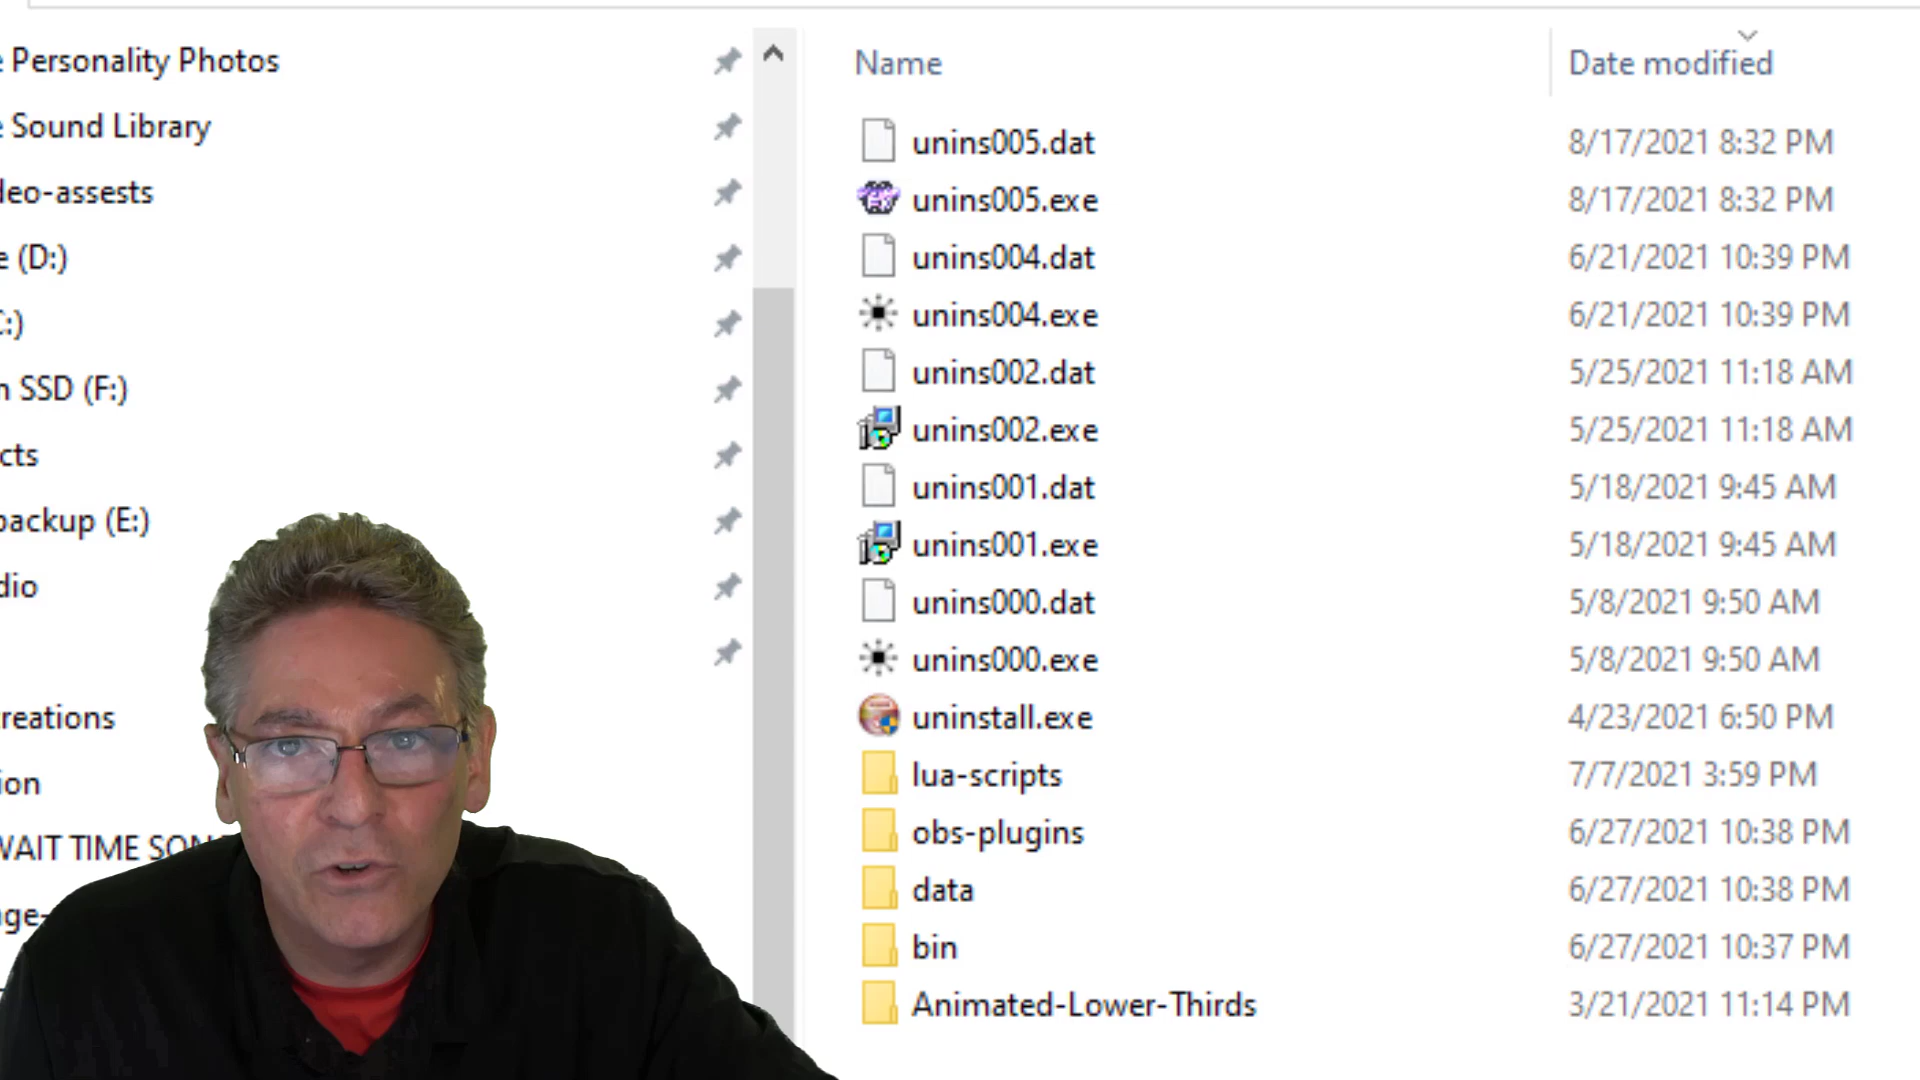 Personality Photos
Sound Library
deo-assests
e (D:)
C:)
n SSD (F:)
cts
backup (E:)
dio
reations
ion
WAIT TIME SON
ge-
Name
Date modified
unins005.dat 8/17/2021 8:32 PM
unins005.exe 8/17/2021 8:32 PM
unins004.dat 6/21/2021 10:39 PM
unins004.exe 6/21/2021 10:39 PM
unins002.dat 5/25/2021 11:18 AM
unins002.exe 5/25/2021 11:18 AM
unins001.dat 5/18/2021 9:45 AM
unins001.exe 5/18/2021 9:45 AM
unins000.dat 5/8/2021 9:50 AM
unins000.exe 5/8/2021 9:50 AM
uninstall.exe 4/23/2021 6:50 PM
lua-scripts 7/7/2021 3:59 PM
obs-plugins 6/27/2021 10:38 PM
data 6/27/2021 10:38 PM
bin 6/27/2021 10:37 PM
Animated-Lower-Thirds 3/21/2021 11:14 PM